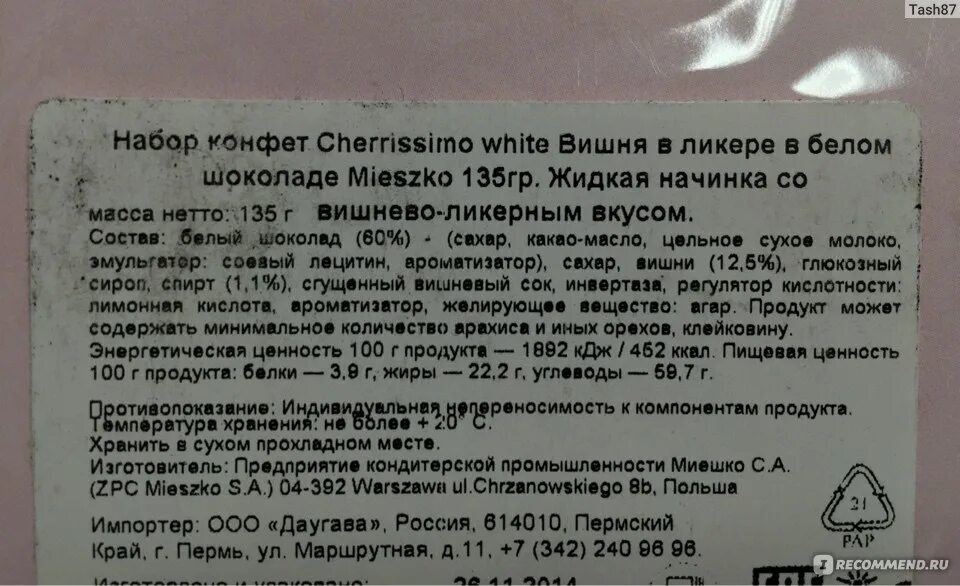 Tash87
Набор конфет Cherrissimo white Вишня в ликере в белом
шоколаде Mieszko 135гр. Жидкая начинка со
масса нетто: 135 г вишнево-ликерным вкусом.
Состав: белый шоколад (60%) - (сахар, какао-масло, цельное сухое молоко,
эмульгатор: соевый лецитин, ароматизатор), сахар, вишни (12,5%), глюкозный
сироп, спирт (1,1%), сгущенный вишневый сок, инвертаза, регулятор кислотности:
лимонная кислота, ароматизатор, желирующее вещество: агар. Продукт может
содержать минимальное количество арахиса и иных орехов, клейковину.
Энергетическая ценность 100 г продукта — 1892 кДж / 452 ккал. Пищевая ценность
100 г продукта: белки — 3,9 г, жиры — 22,2 г, углеводы — 59,7 г.
Противопоказание: Индивидуальная непереносимость к компонентам продукта.
Температура хранения: не более + 20° С.
Хранить в сухом прохладном месте.
Изготовитель: Предприятие кондитерской промышленности Миешко С.А.
(ZPC Mieszko S.A.) 04-392 Warszawa ul.Chrzanowskiego 8b, Польша
Импортер: ООО «Даугава», Россия, 614010, Пермский
Край, г. Пермь, ул. Маршрутная, д.11, +7 (342) 240 96 96.
Изготовлено и упаковано 26.11.2014
21
PAP
IRECOMMEND.RU